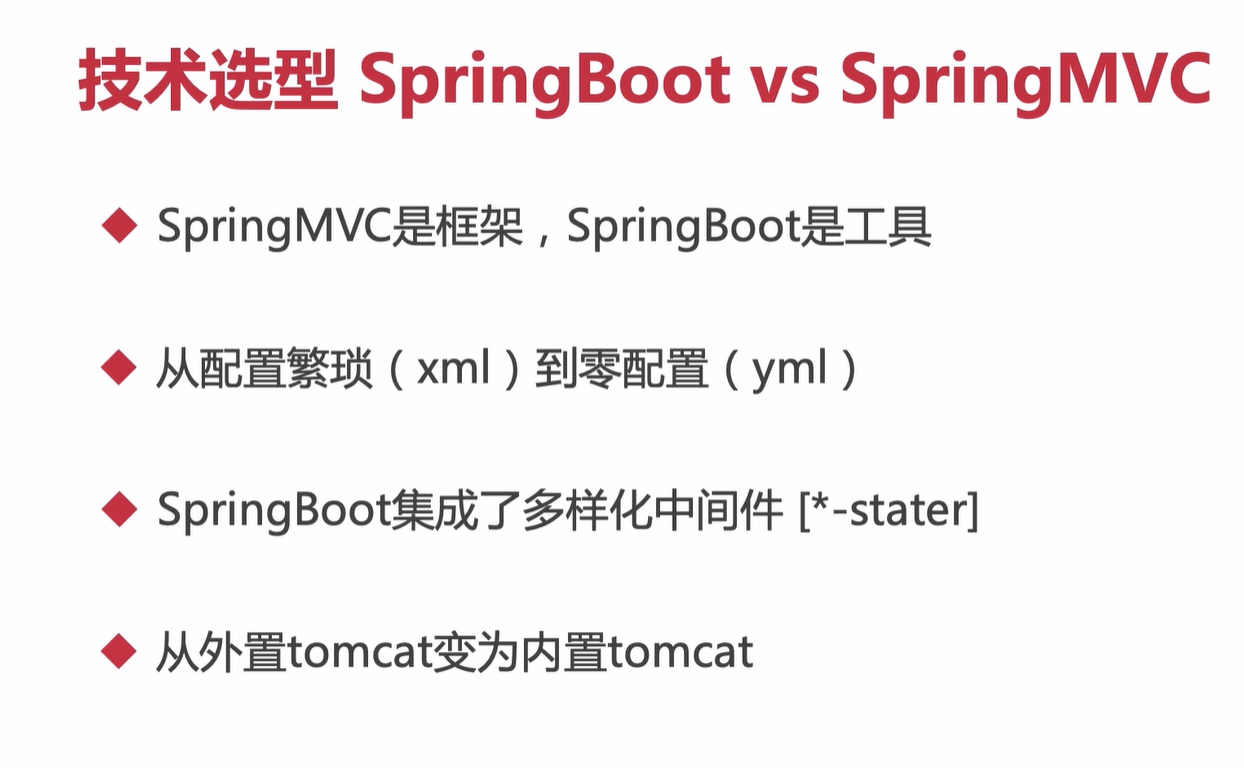 技术选型 SpringBoot vs SpringMVC
SpringMVC是框架，SpringBoot是工具
从配置繁琐（xml）到零配置（yml）
SpringBoot集成了多样化中间件 [*-stater]
从外置tomcat变为内置tomcat